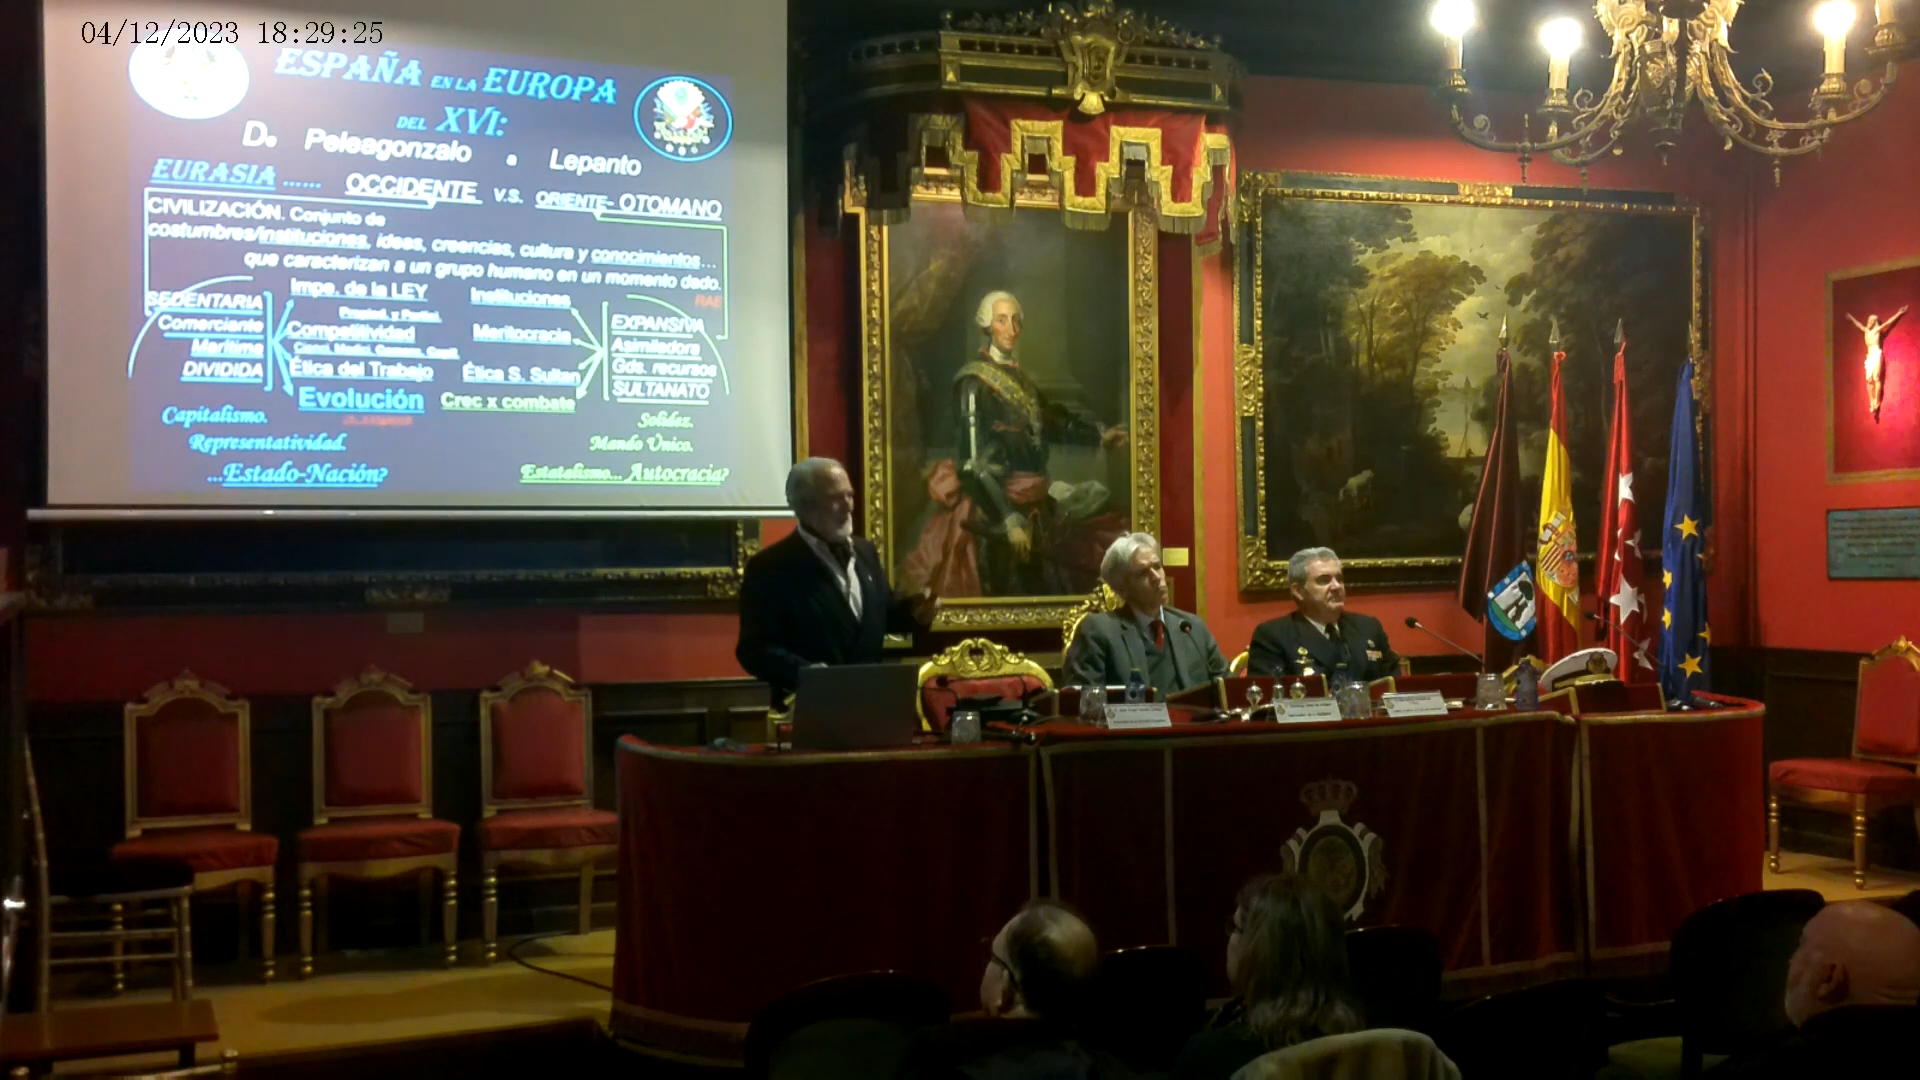 04/12/2023 18:29:25
ESPAÑA EN LA EUROPA
DEL XVI:
De Peleagonzalo a Lepanto
EURASIA ...... OCCIDENTE V.S. ORIENTE- OTOMANO
CIVILIZACIÓN. Conjunto de
costumbres/instituciones, ideas, creencias, cultura y conocimientos...
que caracterizan a un grupo humano en un momento dado.
RAE
SEDENTARIA
Comerciante
Marítima
DIVIDIDA
Impe. de la LEY
Competitividad
Ética del Trabajo
Evolución
Instituciones
Meritocracia
Ética S. Sultan
Crec x combate
EXPANSIVA
Asimiladora
Gds. recursos
SULTANATO
Capitalismo.
Representatividad.
...Estado-Nación?
Solidez.
Mando Único.
Estatalismo... Autocracia?